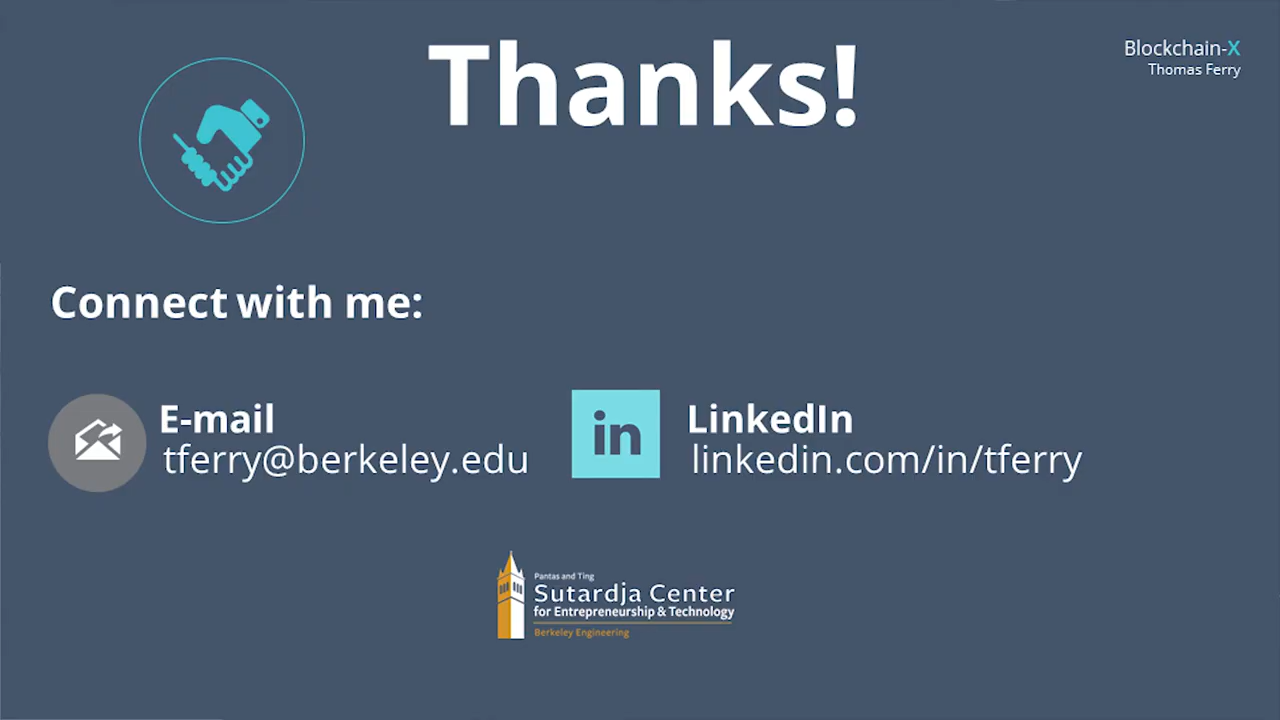 Thanks!
Blockchain-X
Thomas Ferry
Connect with me:
E-mail
tferry@berkeley.edu
in
LinkedIn
linkedin.com/in/tferry
Pantas and Ting
Sutardja Center
for Entrepreneurship & Technology
Berkeley Engineering